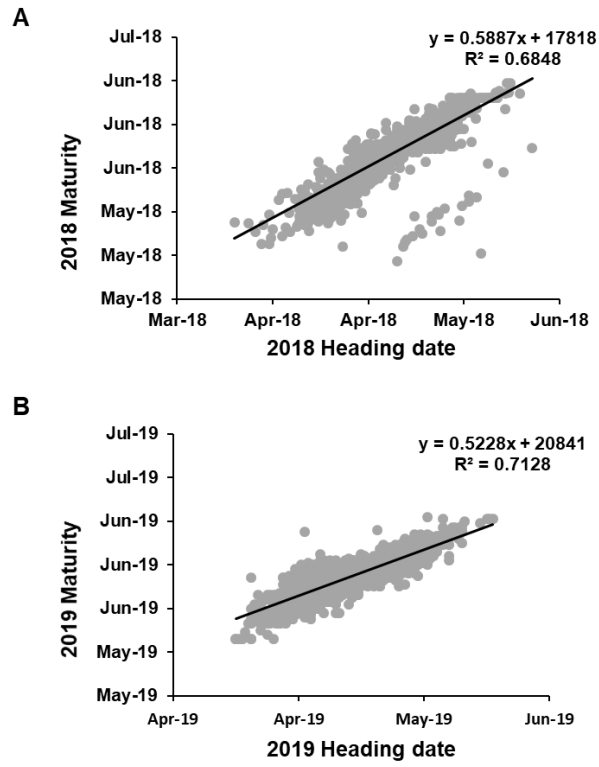 A
y = 0.5887x + 17818
R² = 0.6848
Jul-18
Jun-18
Jun-18
Jun-18
May-18
May-18
May-18
2018 Maturity
Mar-18 Apr-18 Apr-18 May-18 Jun-18
2018 Heading date
B
y = 0.5228x + 20841
R² = 0.7128
Jul-19
Jul-19
Jun-19
Jun-19
Jun-19
May-19
May-19
2019 Maturity
Apr-19 Apr-19 May-19 Jun-19
2019 Heading date